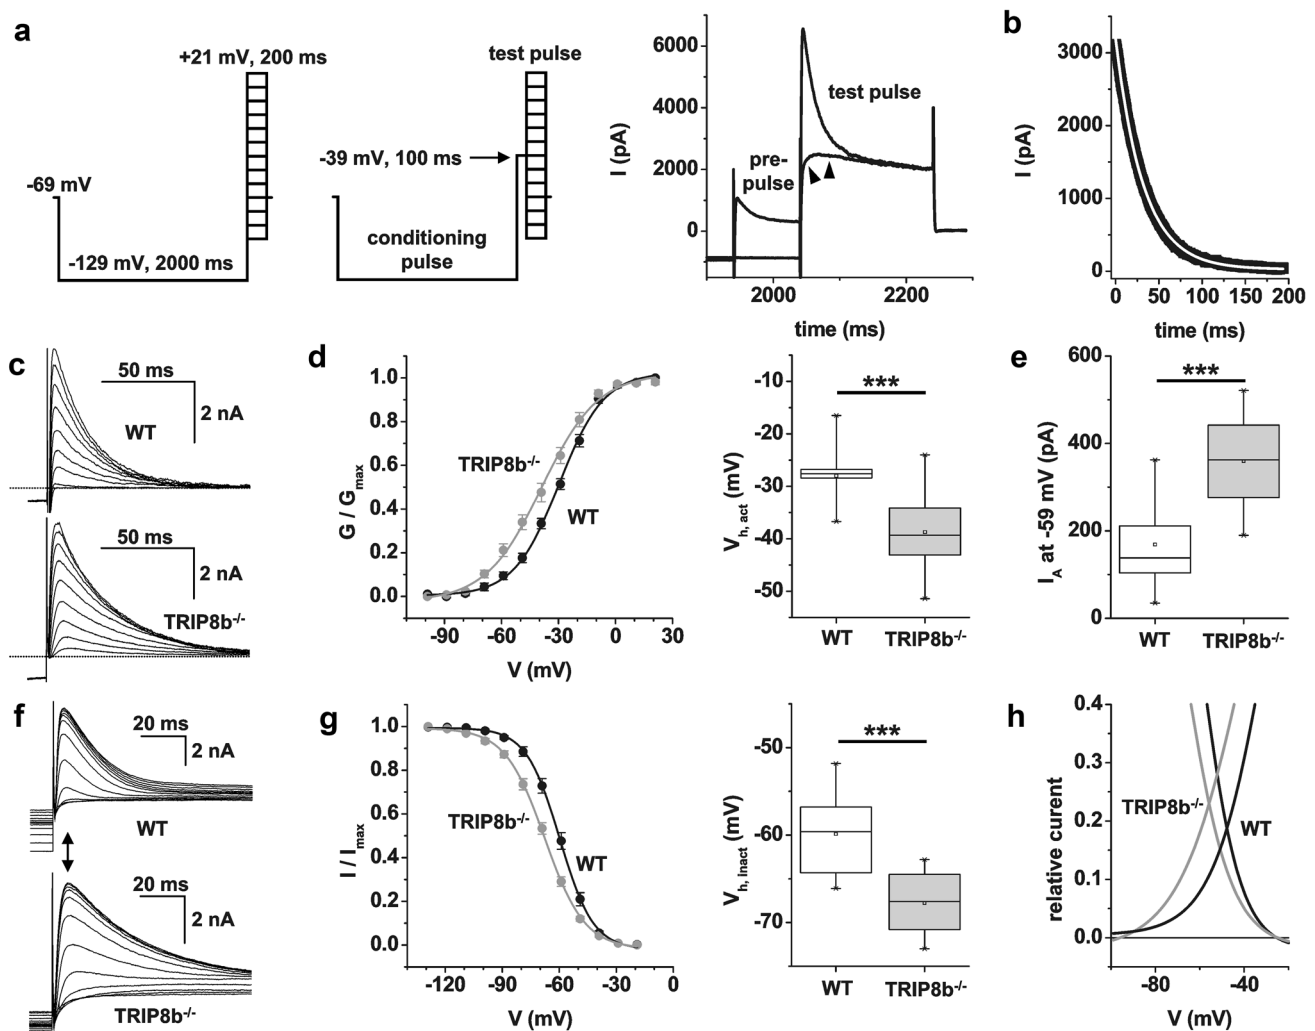 a
+21 mV, 200 ms
-69 mV
-129 mV, 2000 ms
test pulse
-39 mV, 100 ms
conditioning
pulse
I (pA)
6000
4000
2000
0
test pulse
pre-
pulse
2000
2200
time (ms)
b
I (pA)
3000
2000
1000
0
0
50
100
150
200
time (ms)
c
50 ms
2 nA
WT
50 ms
2 nA
TRIP8b-/-
d
G / Gmax
1.0
0.8
0.6
0.4
0.2
0.0
TRIP8b-/-
WT
-90
-60
-30
0
30
V (mV)
Vh, act (mV)
-10
-20
-30
-40
-50
***
WT
TRIP8b-/-
e
IA at -59 mV (pA)
600
400
200
0
***
WT
TRIP8b-/-
f
20 ms
2 nA
WT
20 ms
2 nA
TRIP8b-/-
g
I / Imax
1.0
0.8
0.6
0.4
0.2
0.0
TRIP8b-/-
WT
-120
-90
-60
-30
0
V (mV)
Vh, inact (mV)
-50
-60
-70
***
WT
TRIP8b-/-
h
relative curent
0.4
0.3
0.2
0.1
0.0
TRIP8b-/-
WT
-80
-40
V (mV)